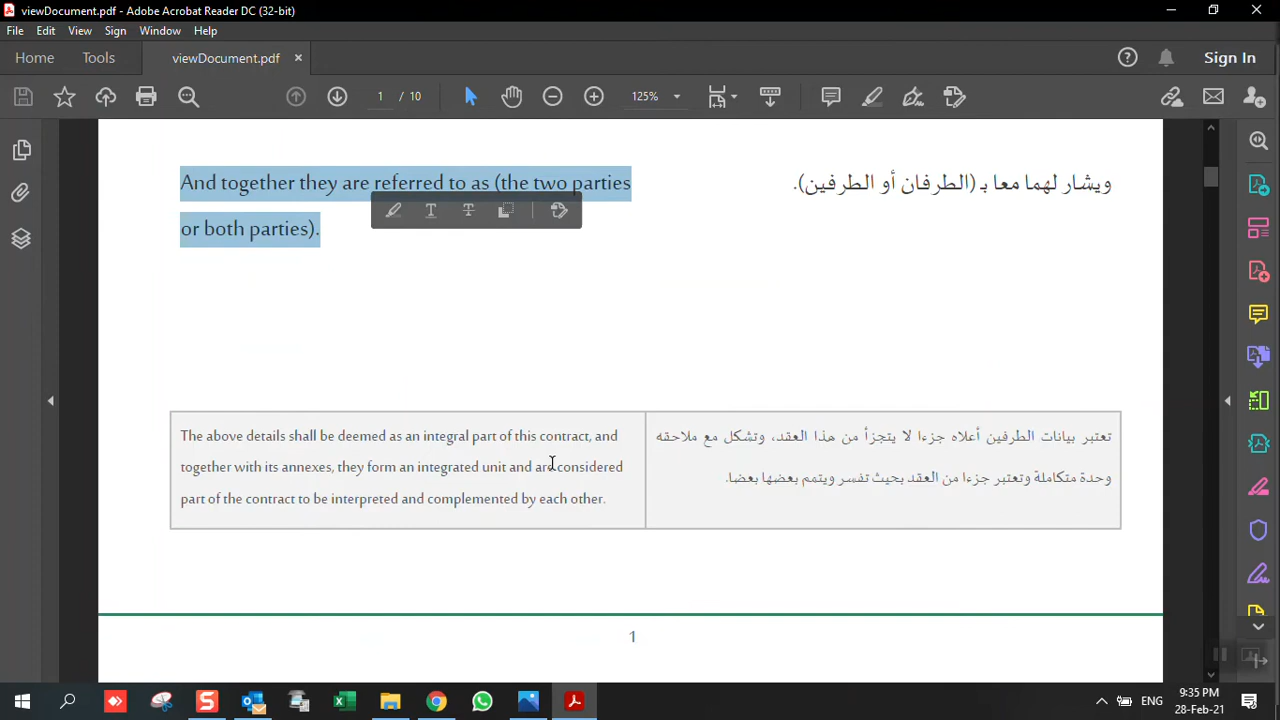 viewDocument.pdf - Adobe Acrobat Reader DC (32-bit)
File Edit View Sign Window Help
Home Tools viewDocument.pdf × Sign In
1 / 10 125%
And together they are referred to as (the two parties
or both parties).
ويشار لهما معا بـ (الطرفان أو الطرفين).
The above details shall be deemed as an integral part of this contract, and
together with its annexes, they form an integrated unit and are considered
part of the contract to be interpreted and complemented by each other.
تعتبر بيانات الطرفين أعلاه جزءا لا يتجزأ من هذا العقد، وتشكل مع ملاحقه
وحدة متكاملة وتعتبر جزءا من العقد بحيث تفسر ويتمم بعضها بعضا.
1
ENG
9:35 PM
28-Feb-21